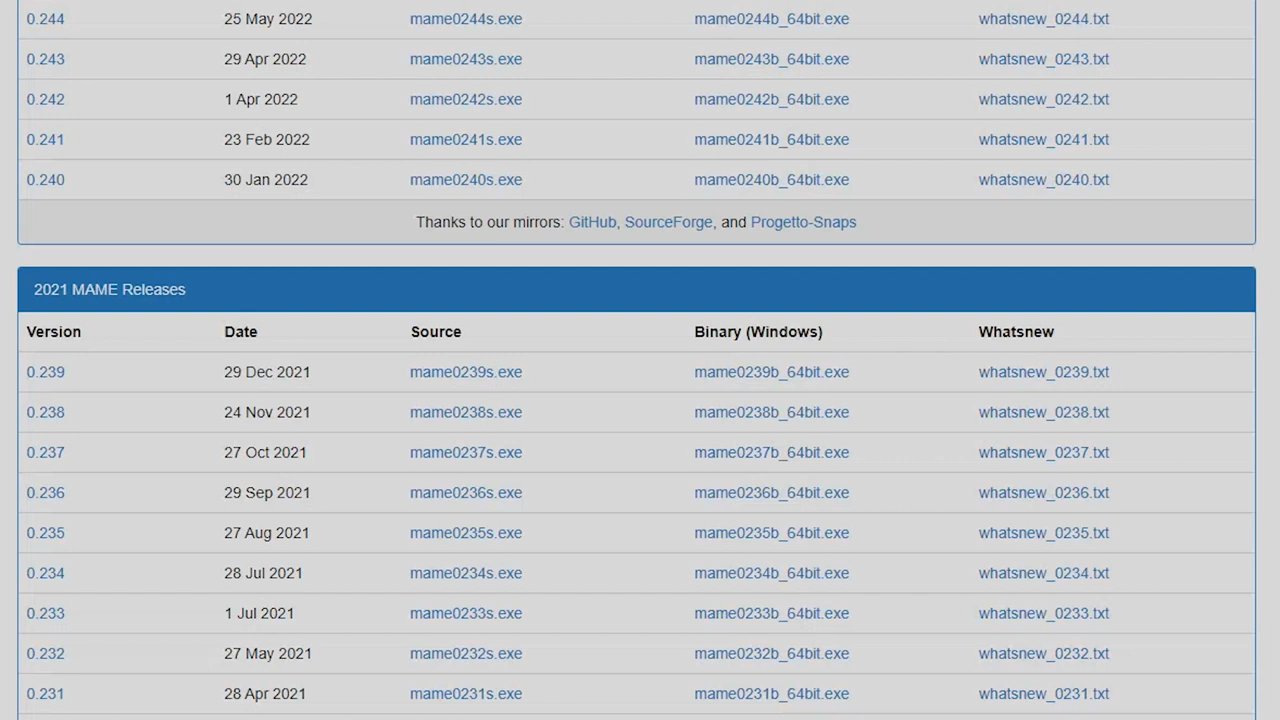 0.244 25 May 2022 mame0244s.exe mame0244b_64bit.exe whatsnew_0244.txt
0.243 29 Apr 2022 mame0243s.exe mame0243b_64bit.exe whatsnew_0243.txt
0.242 1 Apr 2022 mame0242s.exe mame0242b_64bit.exe whatsnew_0242.txt
0.241 23 Feb 2022 mame0241s.exe mame0241b_64bit.exe whatsnew_0241.txt
0.240 30 Jan 2022 mame0240s.exe mame0240b_64bit.exe whatsnew_0240.txt
Thanks to our mirrors: GitHub, SourceForge, and Progetto-Snaps
2021 MAME Releases
Version Date Source Binary (Windows) Whatsnew
0.239 29 Dec 2021 mame0239s.exe mame0239b_64bit.exe whatsnew_0239.txt
0.238 24 Nov 2021 mame0238s.exe mame0238b_64bit.exe whatsnew_0238.txt
0.237 27 Oct 2021 mame0237s.exe mame0237b_64bit.exe whatsnew_0237.txt
0.236 29 Sep 2021 mame0236s.exe mame0236b_64bit.exe whatsnew_0236.txt
0.235 27 Aug 2021 mame0235s.exe mame0235b_64bit.exe whatsnew_0235.txt
0.234 28 Jul 2021 mame0234s.exe mame0234b_64bit.exe whatsnew_0234.txt
0.233 1 Jul 2021 mame0233s.exe mame0233b_64bit.exe whatsnew_0233.txt
0.232 27 May 2021 mame0232s.exe mame0232b_64bit.exe whatsnew_0232.txt
0.231 28 Apr 2021 mame0231s.exe mame0231b_64bit.exe whatsnew_0231.txt